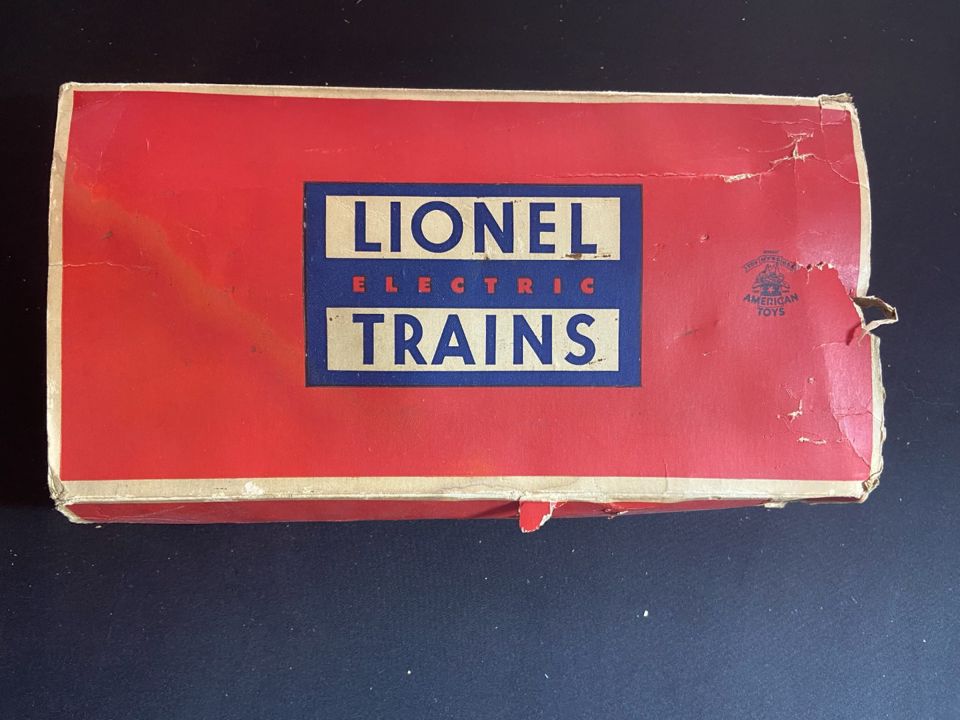 LIONEL
ELECTRIC
TRAINS
AMERICAN
TOYS